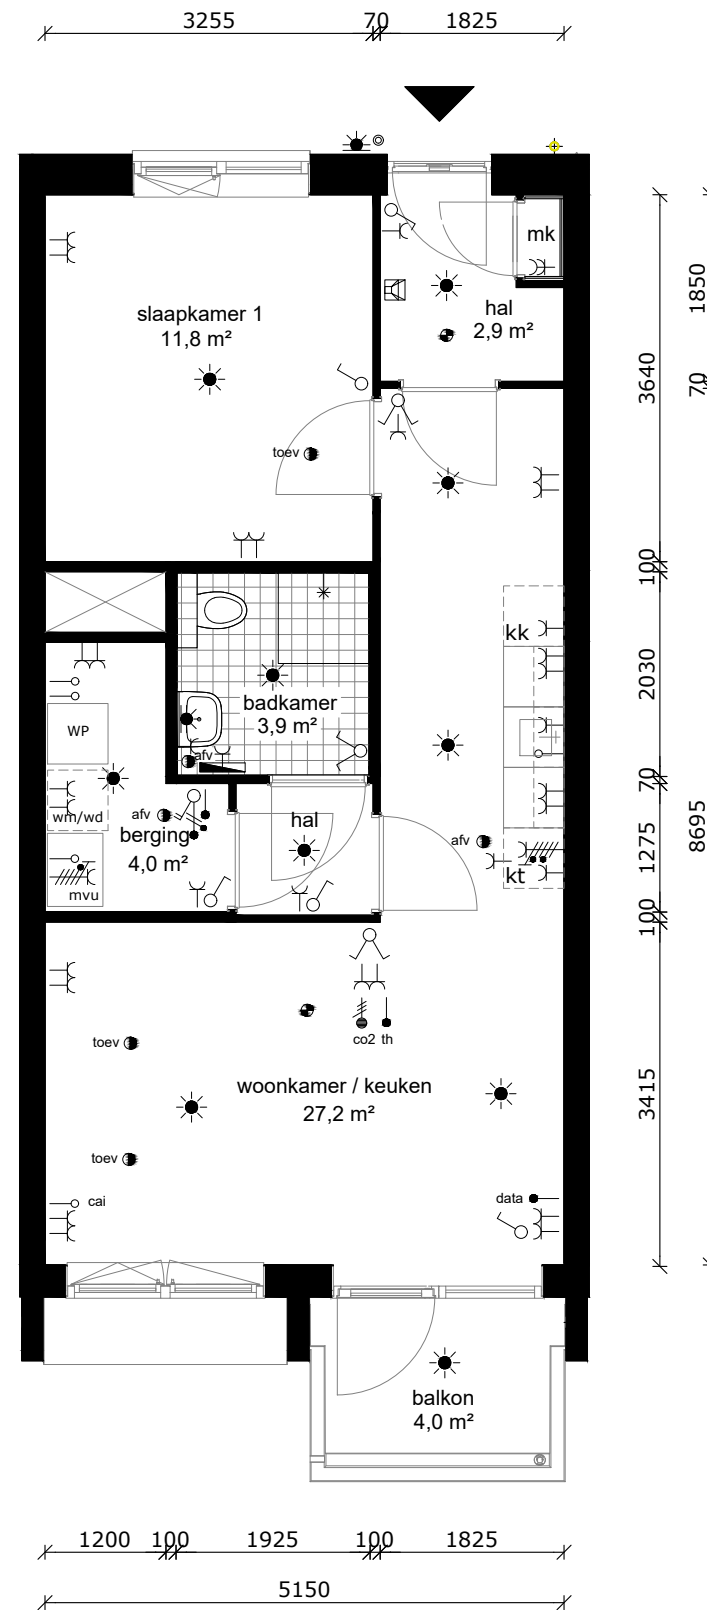 3255
70
1825
mk
hal
2,9 m²
slaapkamer 1
11,8 m²
toev
1850
70
3640
100
2030
70
1275
100
3415
8695
kk
badkamer
3,9 m²
afv
WP
wm/wd
afv
berging
4,0 m²
mvu
hal
afv
kt
co2 th
toev
woonkamer / keuken
27,2 m²
toev
cai
data
balkon
4,0 m²
1200
100
1925
100
1825
5150